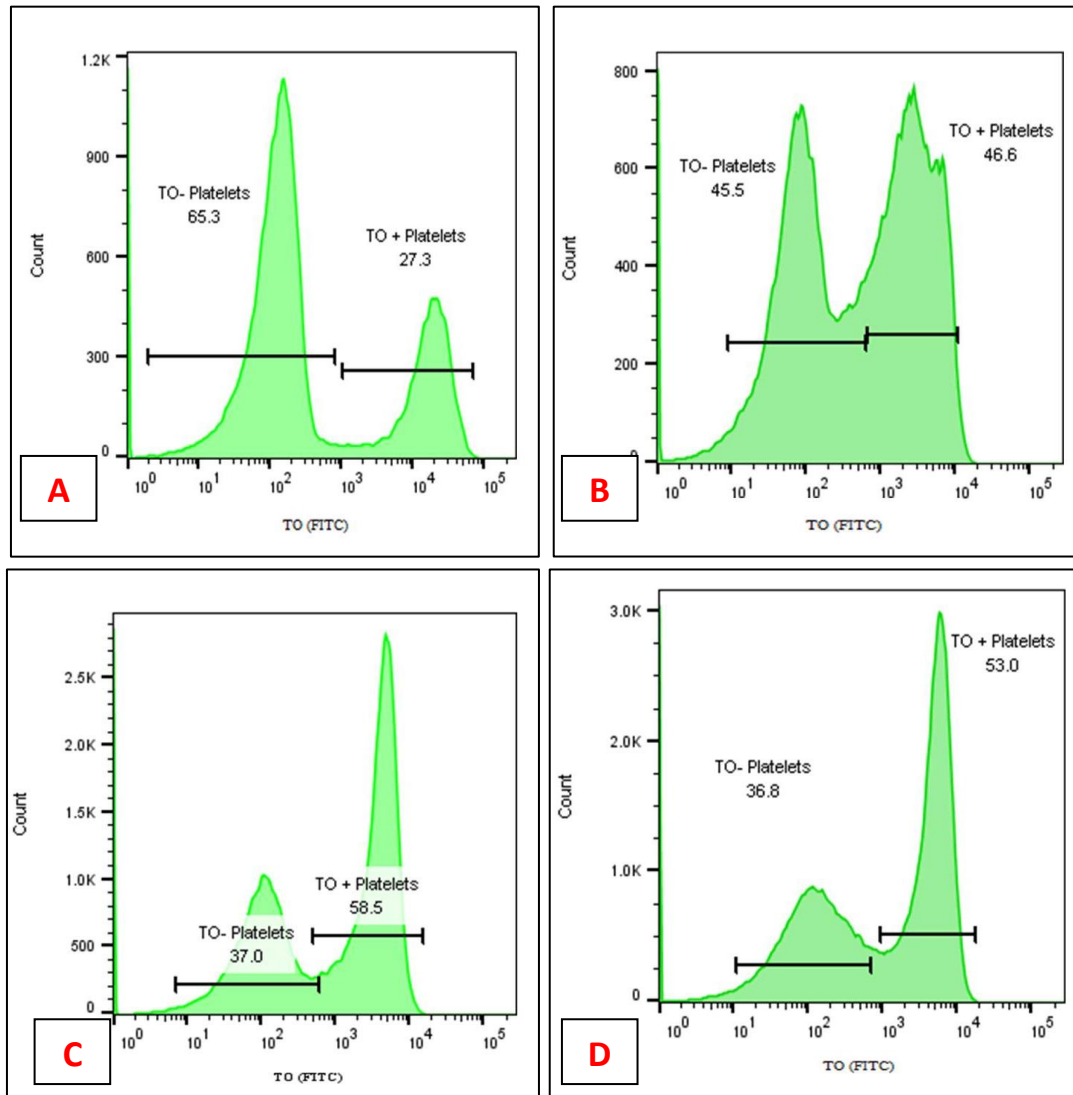 1.2K
900
600
300
0
Count
TO- Platelets
65.3
TO + Platelets
27.3
10^0 10^1 10^2 10^3 10^4 10^5
TO (FITC)
A
800
600
400
200
0
Count
TO- Platelets
45.5
TO + Platelets
46.6
10^0 10^1 10^2 10^3 10^4 10^5
TO (FITC)
B
2.5K
2.0K
1.5K
1.0K
500
0
Count
TO- Platelets
37.0
TO + Platelets
58.5
10^0 10^1 10^2 10^3 10^4 10^5
TO (FITC)
C
3.0K
2.0K
1.0K
0
Count
TO- Platelets
36.8
TO + Platelets
53.0
10^0 10^1 10^2 10^3 10^4 10^5
TO (FITC)
D